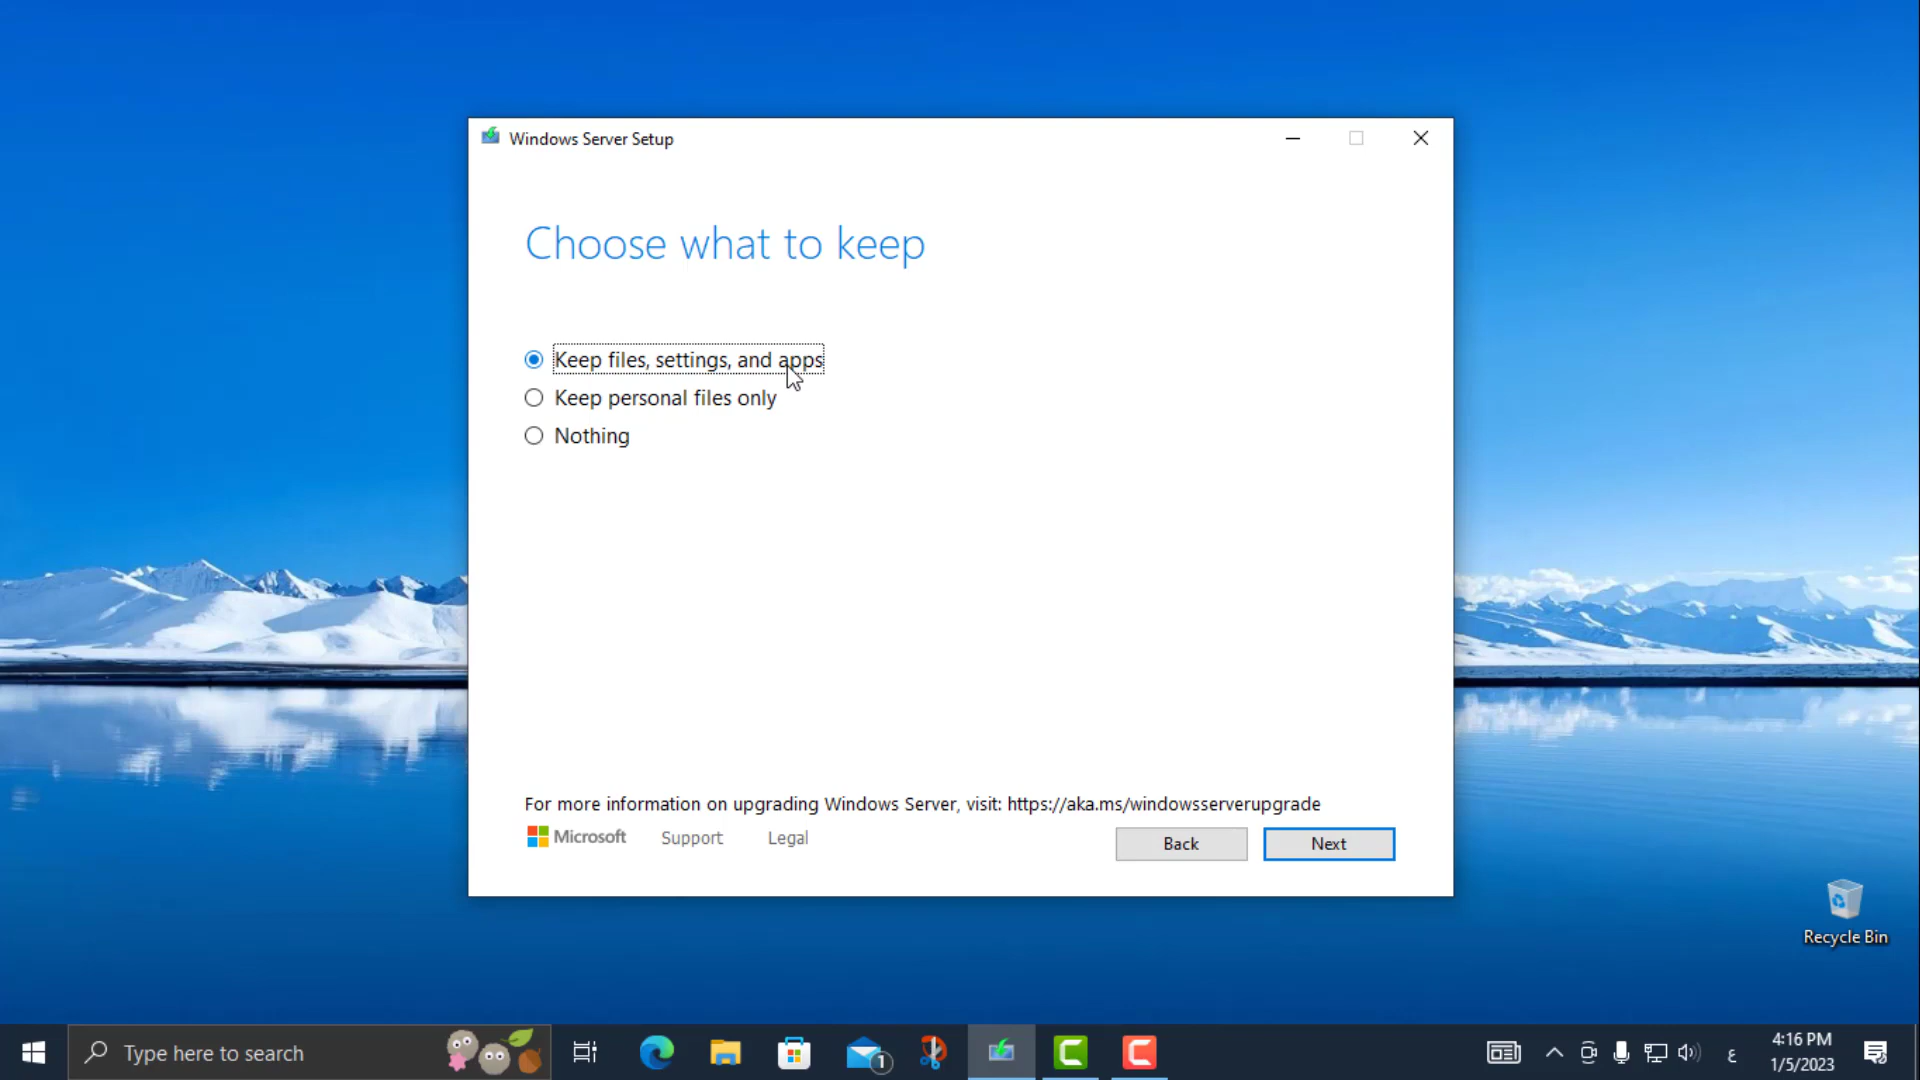 Windows Server Setup
Choose what to keep
Keep files, settings, and apps
Keep personal files only
Nothing
For more information on upgrading Windows Server, visit: https://aka.ms/windowsserverupgrade
Microsoft Support Legal
Back Next
Recycle Bin
Type here to search
1
ع
4:16 PM
1/5/2023